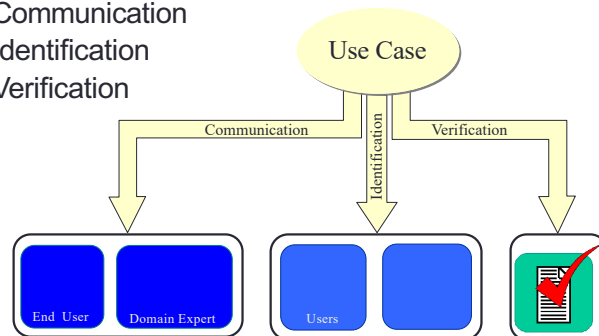 Communication
dentification
Verification
Use Case
Communication
Identification
Verification
End User
Domain Expert
Users